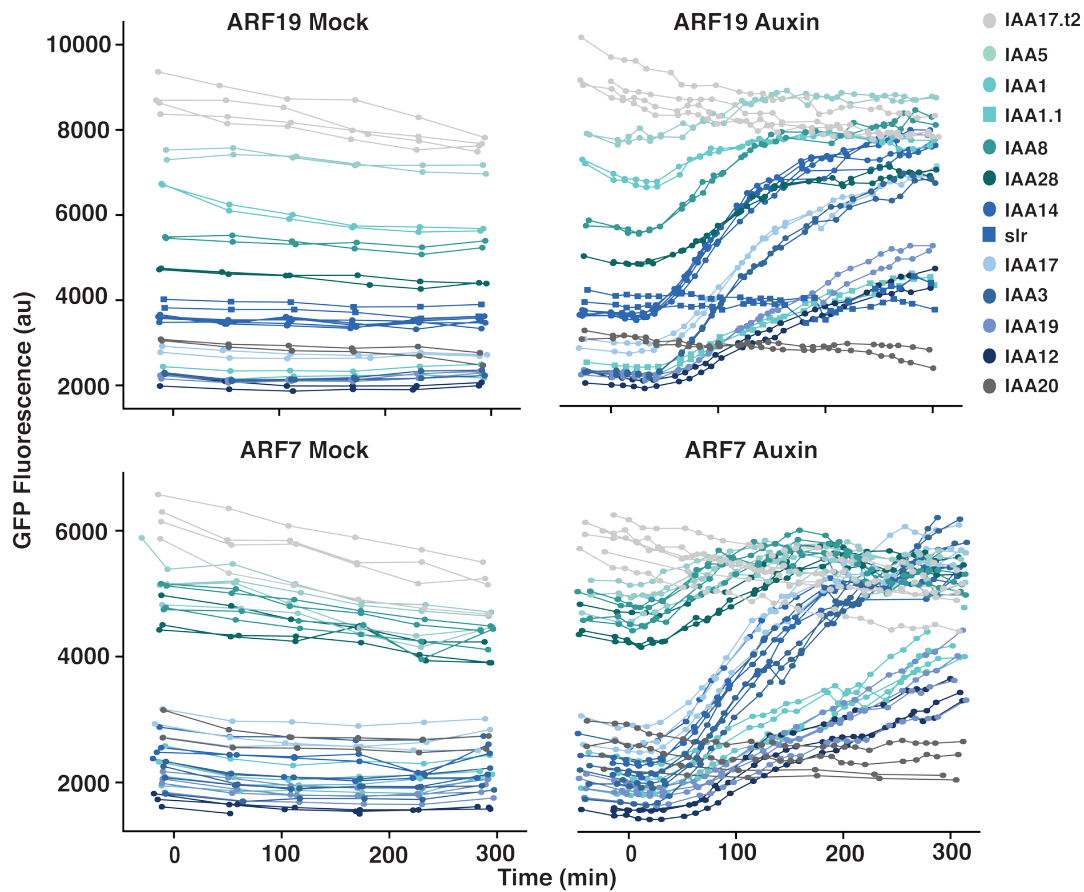 ARF19 Mock
ARF19 Auxin
10000
8000
6000
4000
2000
IAA17.t2
IAA5
IAA1
IAA1.1
IAA8
IAA28
IAA14
slr
IAA17
IAA3
IAA19
IAA12
IAA20
GFP Fluorescence (au)
ARF7 Mock
ARF7 Auxin
6000
4000
2000
0
100
200
300
0
100
200
300
Time (min)